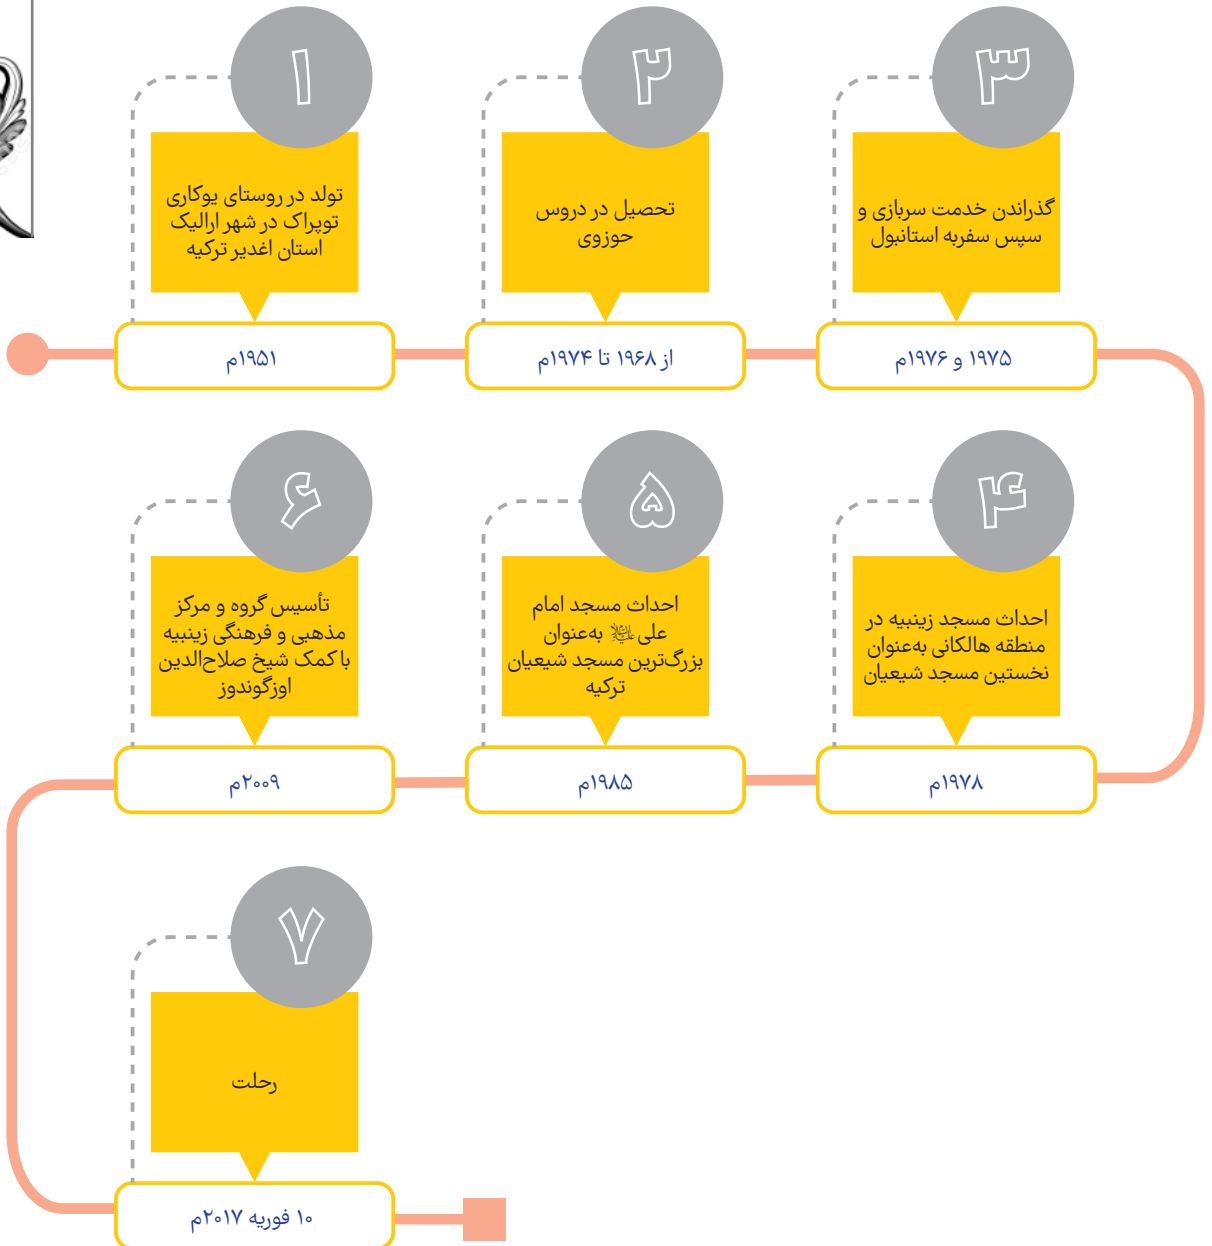 ۱
تولد در روستای یوکاری
توپراک در شهر ارالیک
استان اغدیر ترکیه
۱۹۵۱م
۲
تحصیل در دروس
حوزوی
از ۱۹۶۸ تا ۱۹۷۴م
۳
گذراندن خدمت سربازی و
سپس سفربه استانبول
۱۹۷۵ و ۱۹۷۶م
۴
احداث مسجد زینبیه در
منطقه هالکانی به‌عنوان
نخستین مسجد شیعیان
۱۹۷۸م
۵
احداث مسجد امام
علی علیه‌السلام به‌عنوان
بزرگ‌ترین مسجد شیعیان
ترکیه
۱۹۸۵م
۶
تأسیس گروه و مرکز
مذهبی و فرهنگی زینبیه
با کمک شیخ صلاح‌الدین
اوزگوندوز
۲۰۰۹م
۷
رحلت
۱۰ فوریه ۲۰۱۷م